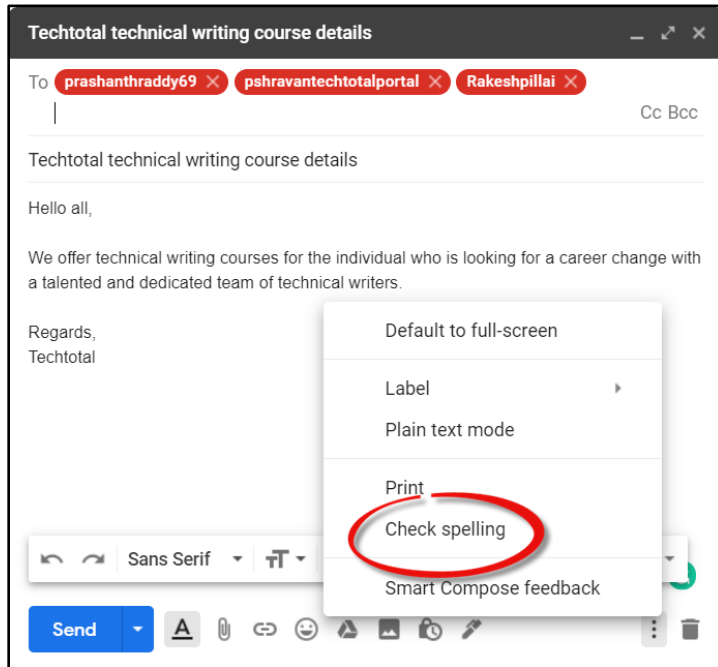 Techtotal technical writing course details
To prashanthraddy69 pshravantechtotalportal Rakeshpillai
Cc Bcc
Techtotal technical writing course details
Hello all,
We offer technical writing courses for the individual who is looking for a career change with
a talented and dedicated team of technical writers.
Regards,
Techtotal
Default to full-screen
Label
Plain text mode
Print
Check spelling
Smart Compose feedback
Sans Serif
Send